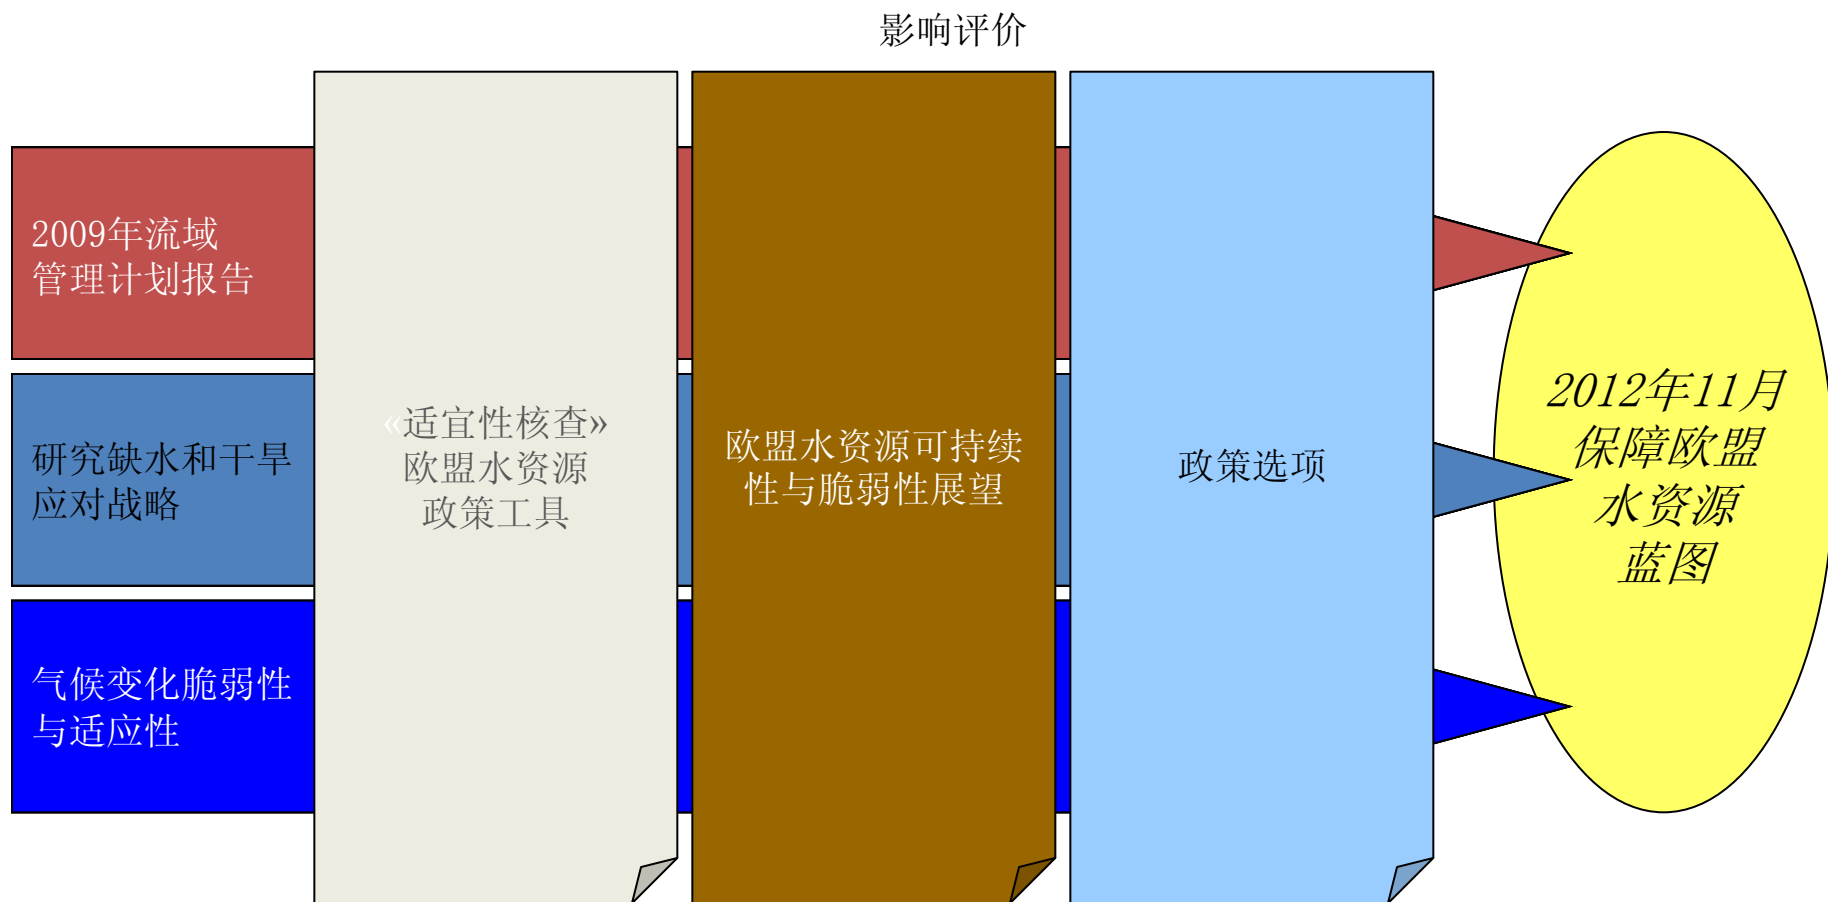 影响评价
2009年流域
管理计划报告
研究缺水和干旱
应对战略
气候变化脆弱性
与适应性
«适宜性核查»
欧盟水资源
政策工具
欧盟水资源可持续
性与脆弱性展望
政策选项
2012年11月
保障欧盟
水资源
蓝图